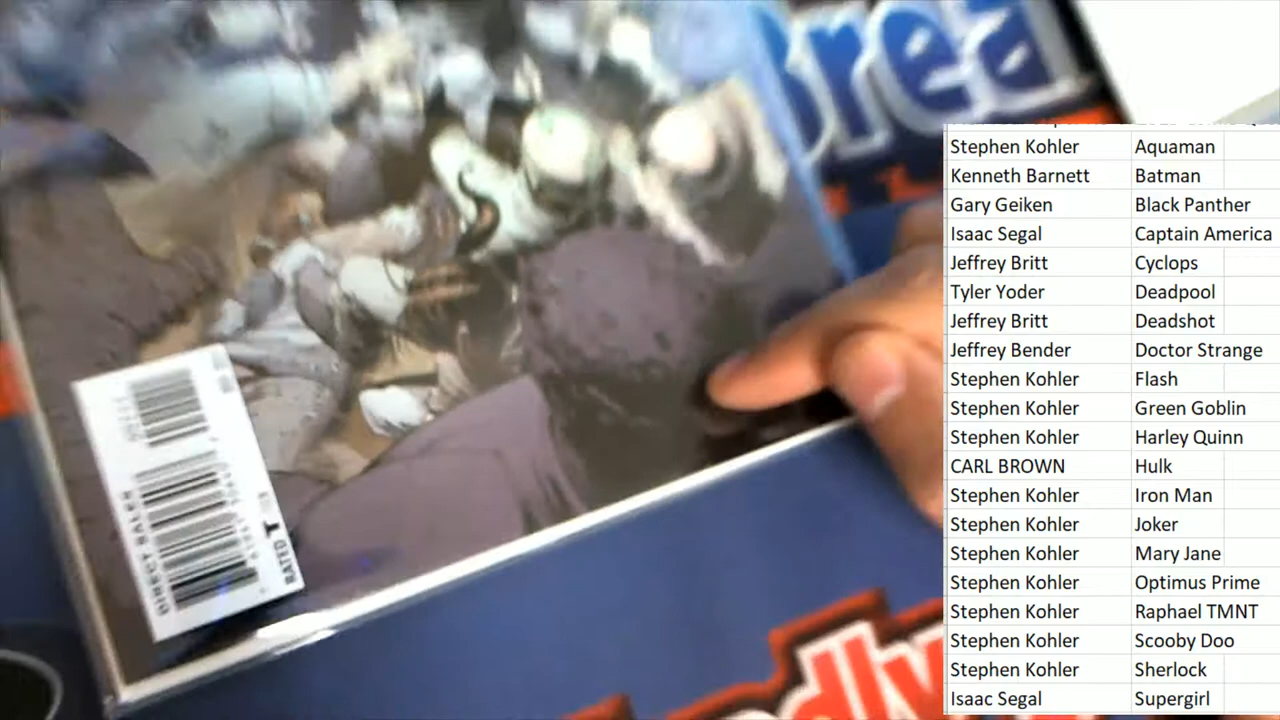 Brea
Stephen Kohler Aquaman
Kenneth Barnett Batman
Gary Geiken Black Panther
Isaac Segal Captain America
Jeffrey Britt Cyclops
Tyler Yoder Deadpool
Jeffrey Britt Deadshot
Jeffrey Bender Doctor Strange
Stephen Kohler Flash
Stephen Kohler Green Goblin
Stephen Kohler Harley Quinn
CARL BROWN Hulk
Stephen Kohler Iron Man
Stephen Kohler Joker
Stephen Kohler Mary Jane
Stephen Kohler Optimus Prime
Stephen Kohler Raphael TMNT
Stephen Kohler Scooby Doo
Stephen Kohler Sherlock
Isaac Segal Supergirl
DIRECT SALES
RATED T
dly